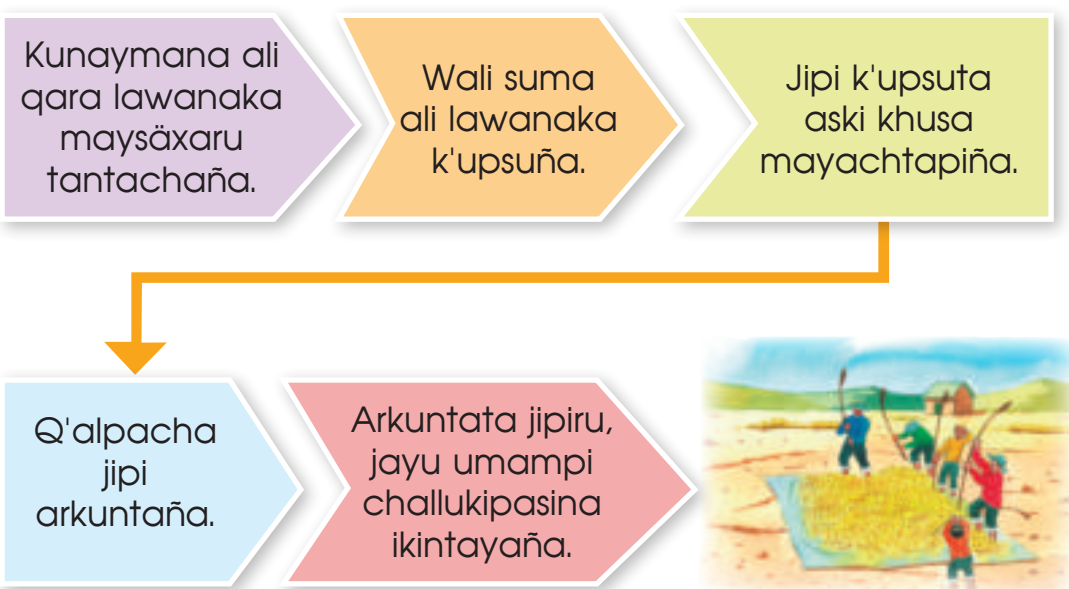 Kunaymana ali
qara lawanaka
maysäxaru
tantachaña.
Wali suma
ali lawanaka
k'upsuña.
Jipi k'upsuta
aski khusa
mayachtapiña.
Q'alpacha
jipi
arkuntaña.
Arkuntata jipiru,
jayu umampi
challukipasina
ikintayaña.